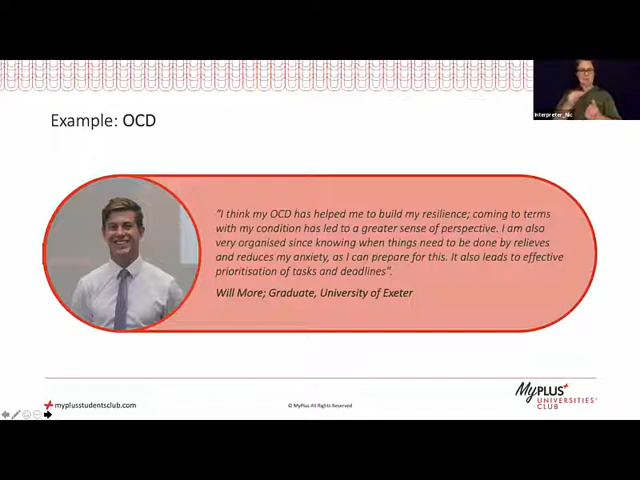 Interpreter_Nic
Example: OCD
"I think my OCD has helped me to build my resilience; coming to terms
with my condition has led to a greater sense of perspective. I am also
very organised since knowing when things need to be done by relieves
and reduces my anxiety, as I can prepare for this. It also leads to effective
prioritisation of tasks and deadlines".
Will More; Graduate, University of Exeter
myplusstudentsclub.com
© MyPlus All Rights Reserved
MyPLUS
UNIVERSITIES'
CLUB